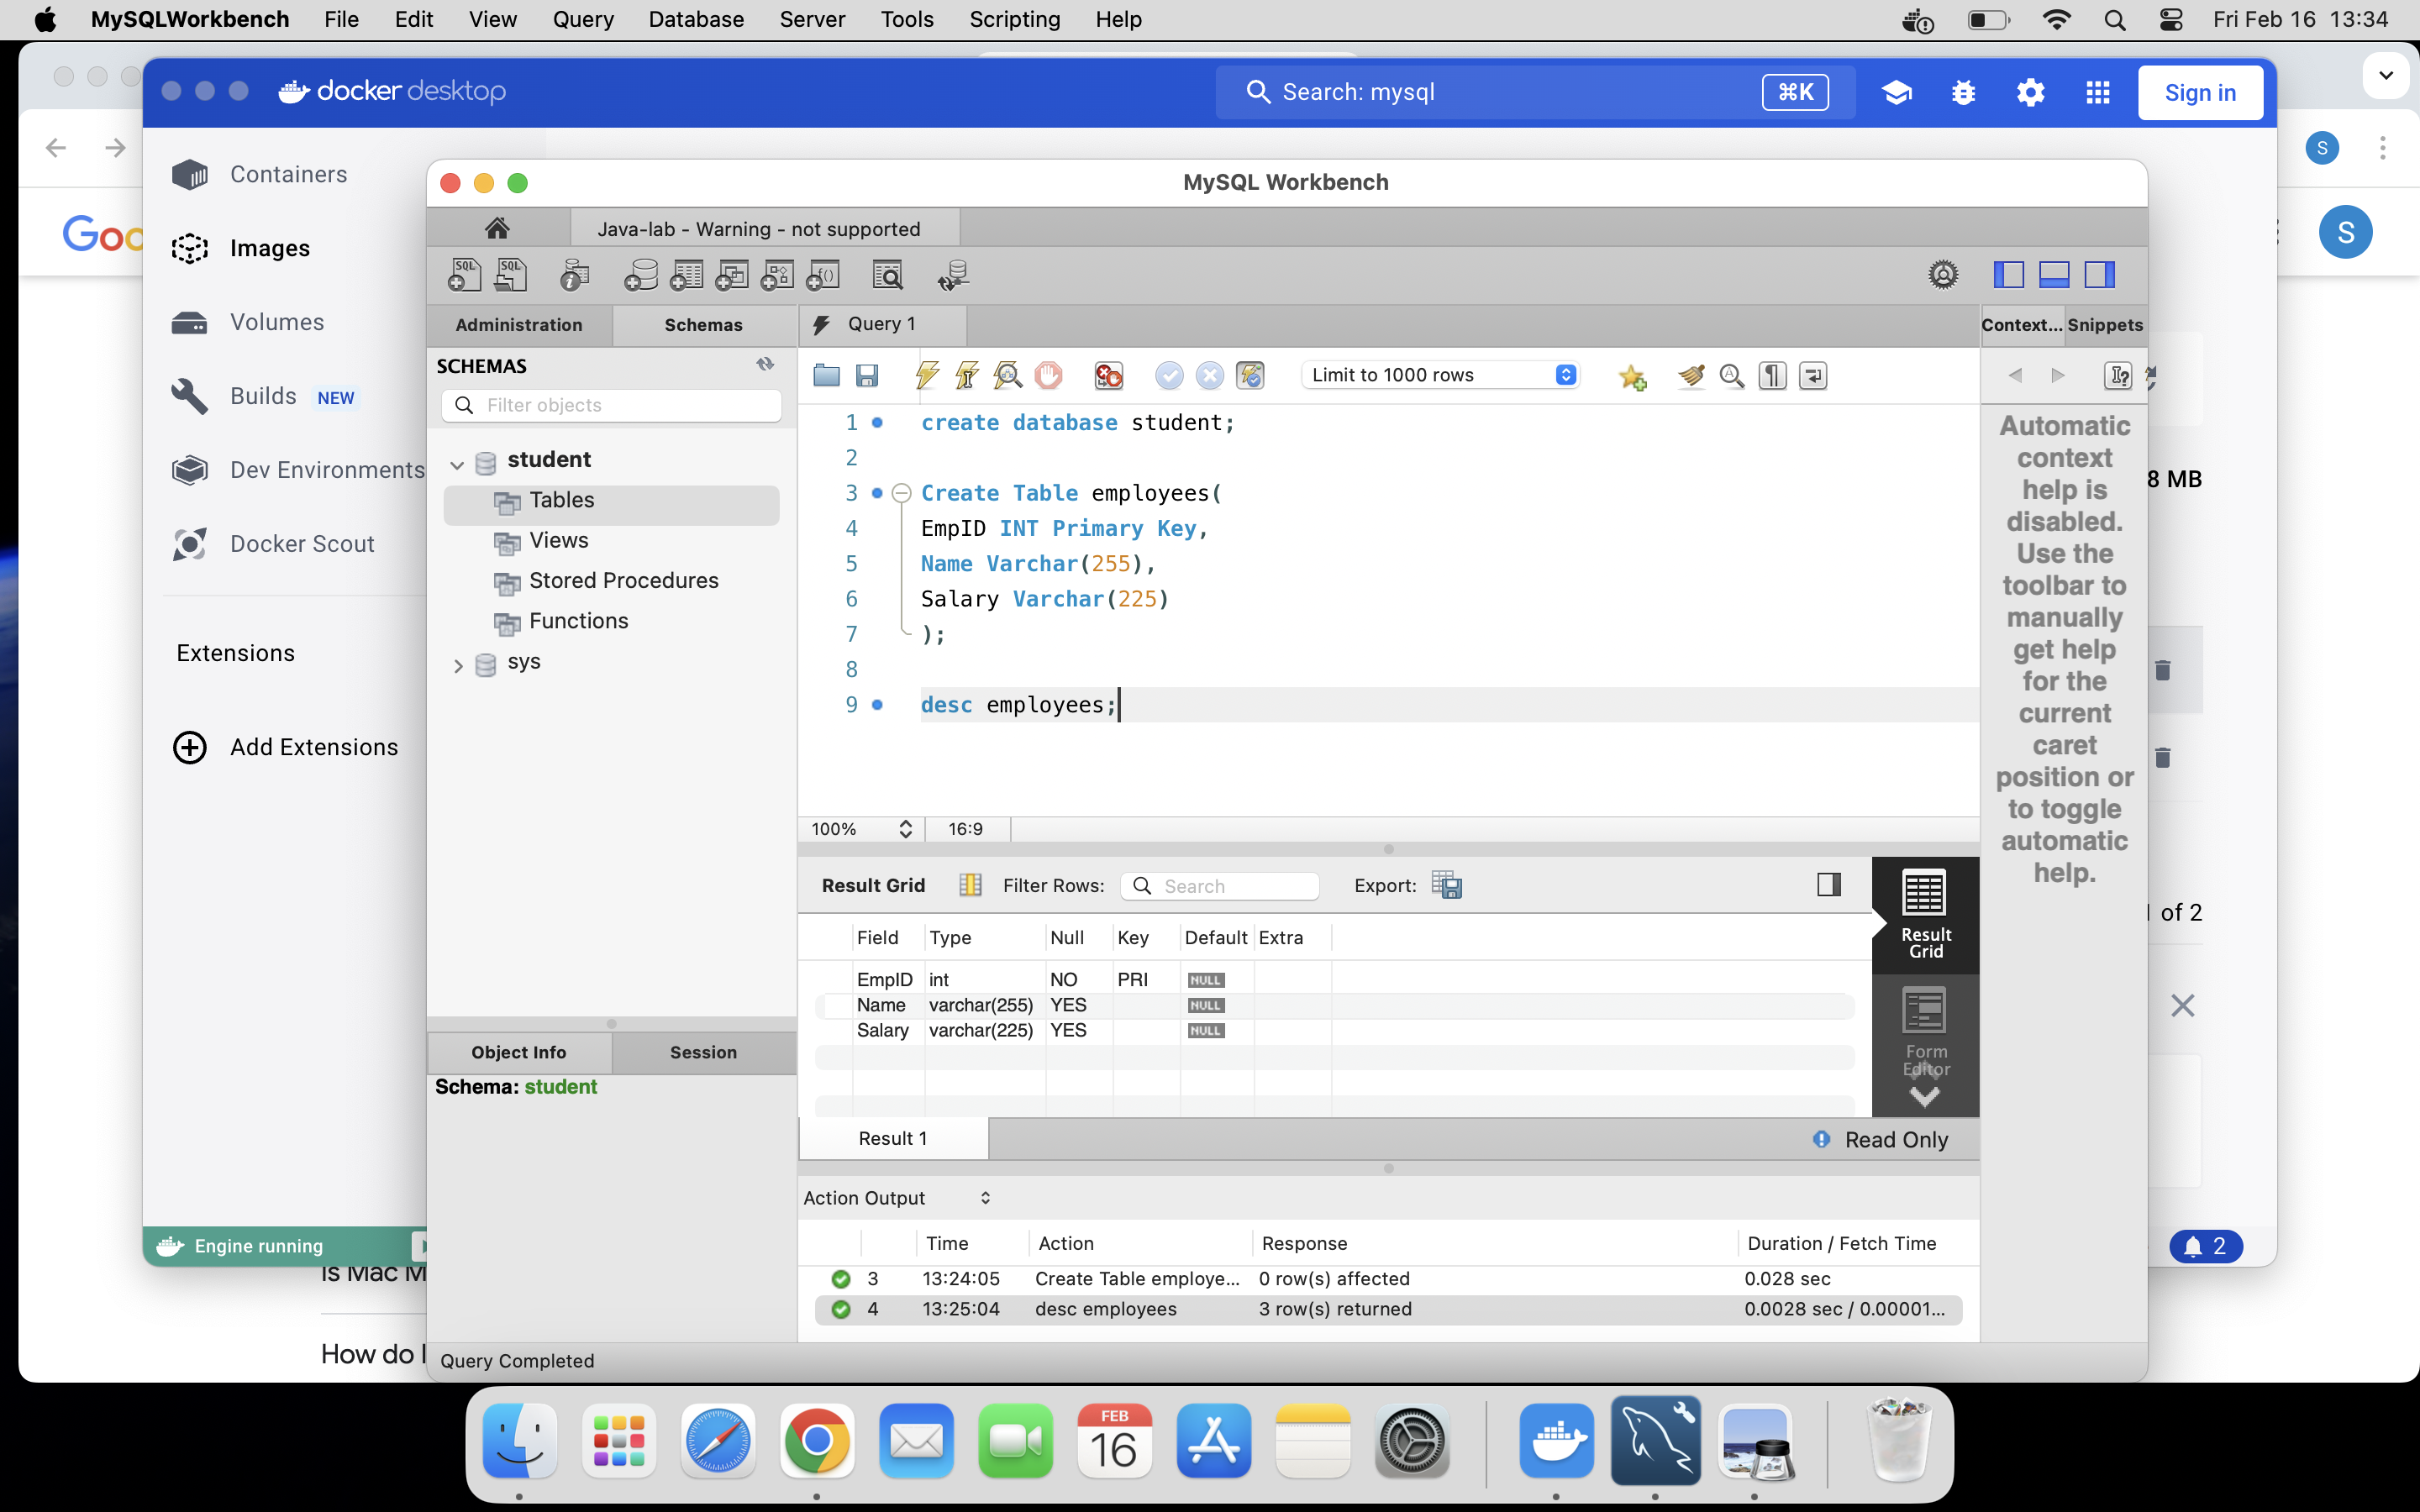 MySQLWorkbench File Edit View Query Database Server Tools Scripting Help Fri Feb 16 13:34
docker desktop Search: mysql ⌘K Sign in
S
Goo
S
Containers
Images
Volumes
Builds NEW
Dev Environments
Docker Scout
Extensions
Add Extensions
Engine running
MySQL Workbench
Java-lab - Warning - not supported
SQL SQL
Administration Schemas
SCHEMAS
Filter objects
student
Tables
Views
Stored Procedures
Functions
sys
Object Info Session
Schema: student
Query 1
Limit to 1000 rows
1 create database student;
2
3 Create Table employees(
4 EmpID INT Primary Key,
5 Name Varchar(255),
6 Salary Varchar(225)
7 );
8
9 desc employees;
100% 16:9
Result Grid Filter Rows: Search Export:
Field Type Null Key Default Extra
EmpID int NO PRI NULL
Name varchar(255) YES NULL
Salary varchar(225) YES NULL
Result Grid
Form Editor
Result 1 Read Only
Action Output
Time Action Response Duration / Fetch Time
3 13:24:05 Create Table employe... 0 row(s) affected 0.028 sec
4 13:25:04 desc employees 3 row(s) returned 0.0028 sec / 0.00001...
Query Completed
Context... Snippets
Automatic
context
help is
disabled.
Use the
toolbar to
manually
get help
for the
current
caret
position or
to toggle
automatic
help.
8 MB
of 2
2
is Mac M
How do
FEB
16